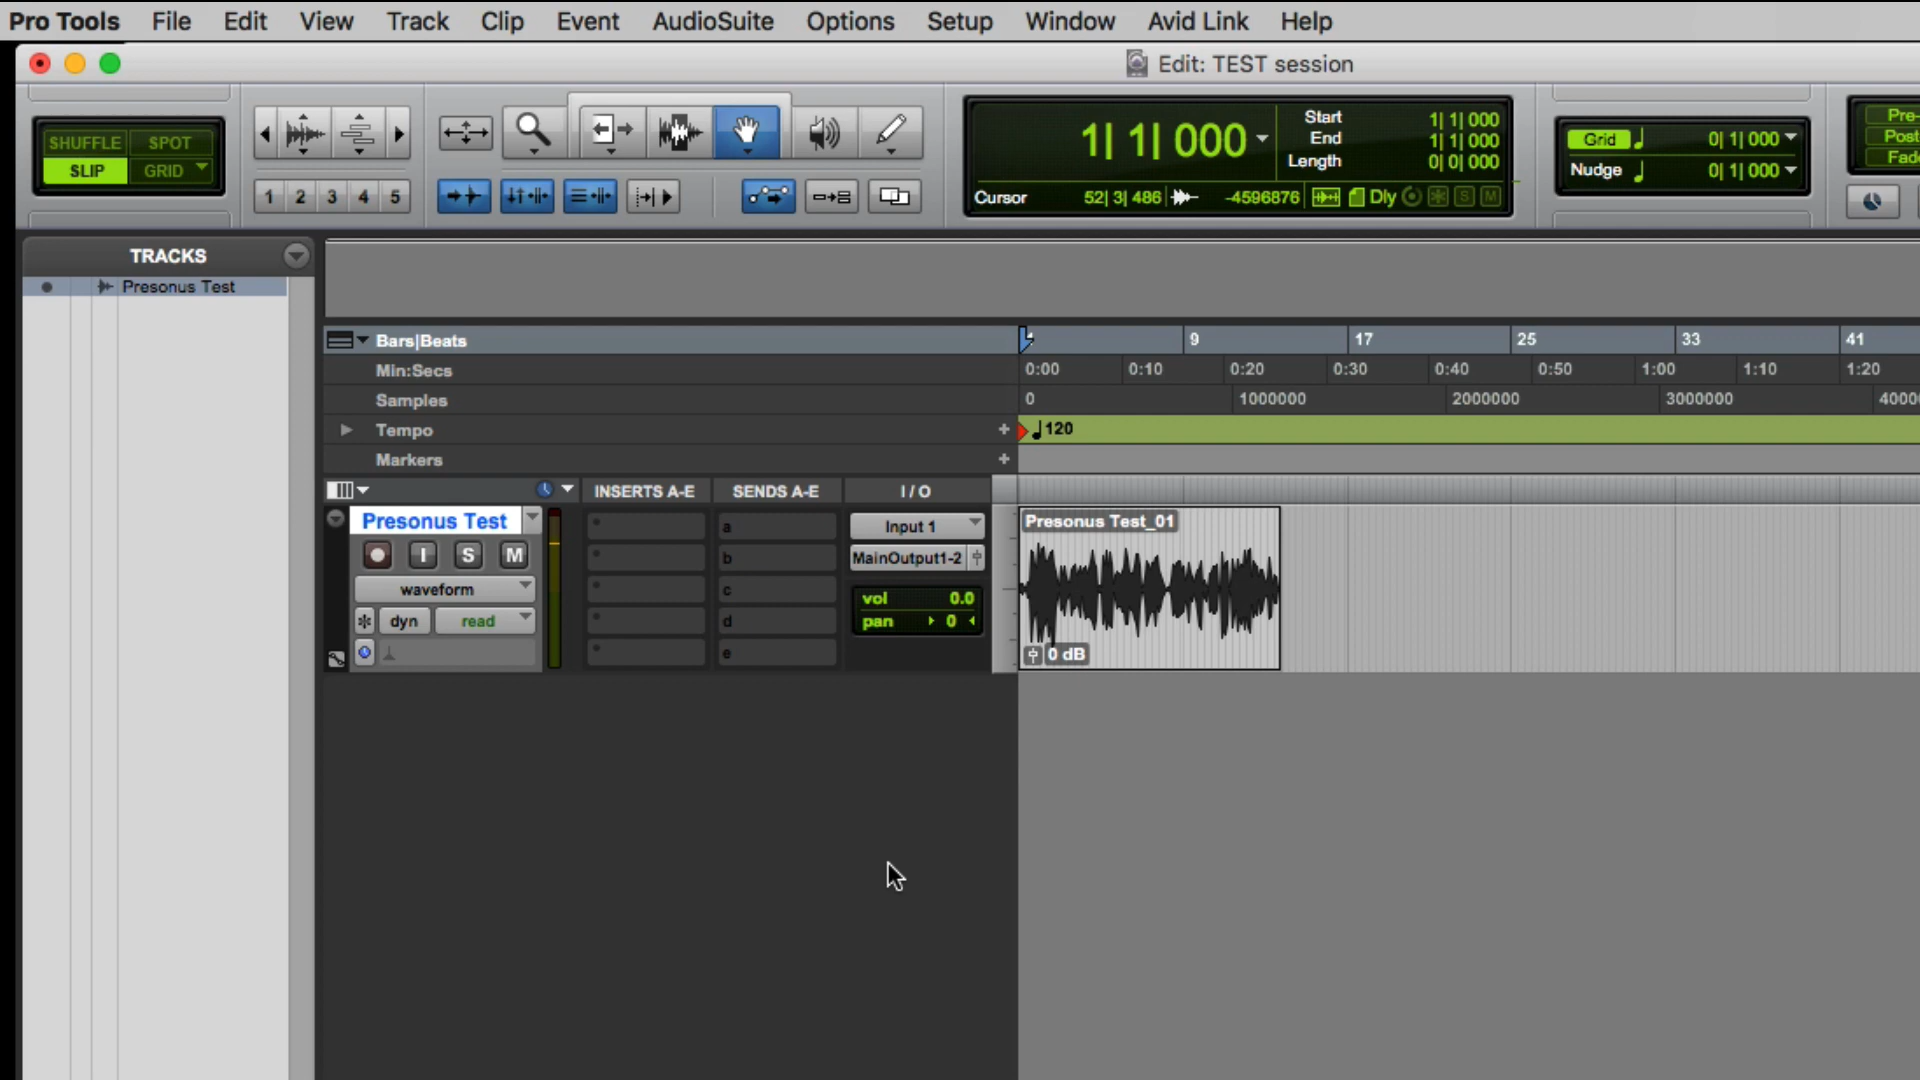 Pro Tools File Edit View Track Clip Event AudioSuite Options Setup Window Avid Link Help
Edit: TEST session
SHUFFLE SPOT
SLIP GRID
1 2 3 4 5
1| 1| 000
Start 1| 1| 000
End 1| 1| 000
Length 0| 0| 000
Cursor 52| 3| 486 -4596876 Dly S M
Grid 0| 1| 000
Nudge 0| 1| 000
Pre-
Post
Fade
TRACKS
Presonus Test
Bars|Beats 9 17 25 33 41
Min:Secs 0:00 0:10 0:20 0:30 0:40 0:50 1:00 1:10 1:20
Samples 0 1000000 2000000 3000000 4000
Tempo + 120
Markers +
INSERTS A-E SENDS A-E I / O
Presonus Test
I S M
waveform
dyn read
a
b
c
d
e
Input 1
MainOutput1-2
vol 0.0
pan 0
Presonus Test_01
0 dB